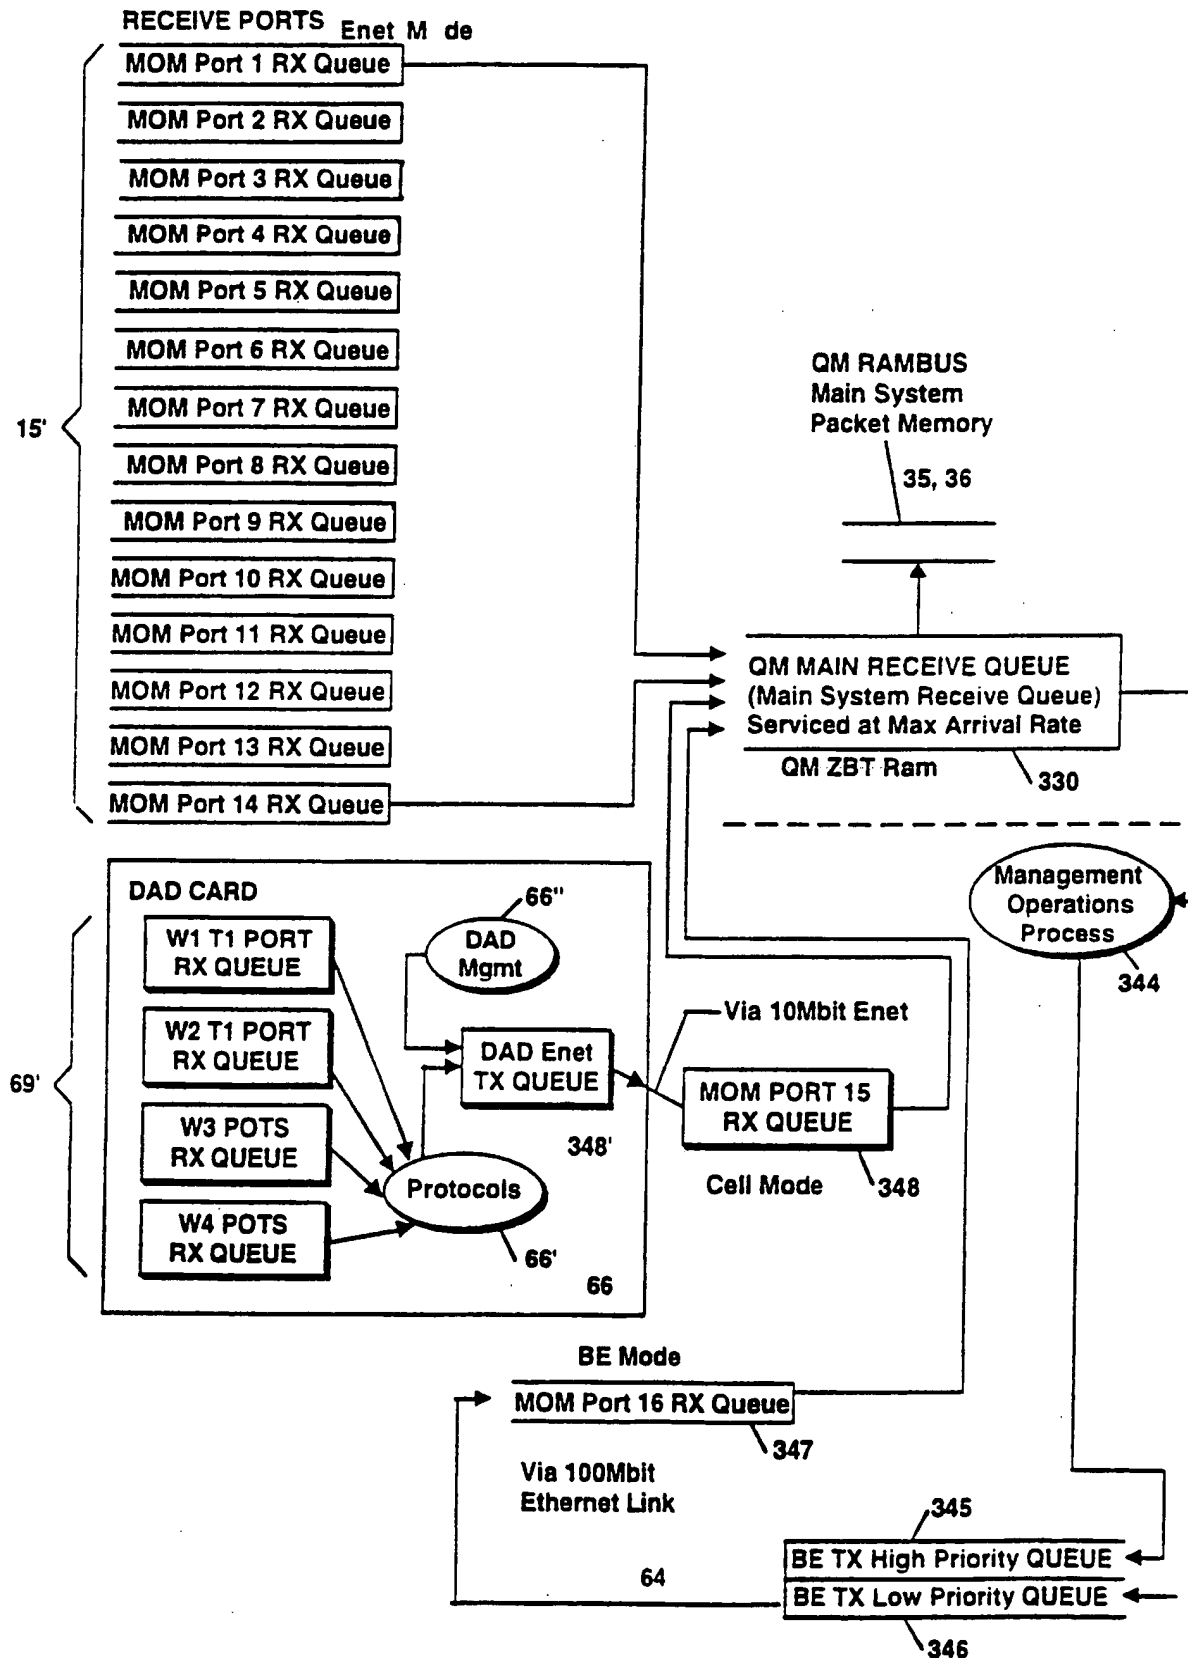 RECEIVE PORTS
Enet M de
MOM Port 1 RX Queue
MOM Port 2 RX Queue
MOM Port 3 RX Queue
MOM Port 4 RX Queue
MOM Port 5 RX Queue
MOM Port 6 RX Queue
MOM Port 7 RX Queue
MOM Port 8 RX Queue
MOM Port 9 RX Queue
MOM Port 10 RX Queue
MOM Port 11 RX Queue
MOM Port 12 RX Queue
MOM Port 13 RX Queue
MOM Port 14 RX Queue
15'
QM RAMBUS
Main System
Packet Memory
35, 36
QM MAIN RECEIVE QUEUE
(Main System Receive Queue)
Serviced at Max Arrival Rate
QM ZBT Ram
330
Management
Operations
Process
344
DAD CARD
69'
W1 T1 PORT
RX QUEUE
W2 T1 PORT
RX QUEUE
W3 POTS
RX QUEUE
W4 POTS
RX QUEUE
66"
DAD
Mgmt
DAD Enet
TX QUEUE
348'
Protocols
66'
66
Via 10Mbit Enet
MOM PORT 15
RX QUEUE
Cell Mode
348
BE Mode
MOM Port 16 RX Queue
347
Via 100Mbit
Ethernet Link
64
345
BE TX High Priority QUEUE
BE TX Low Priority QUEUE
346